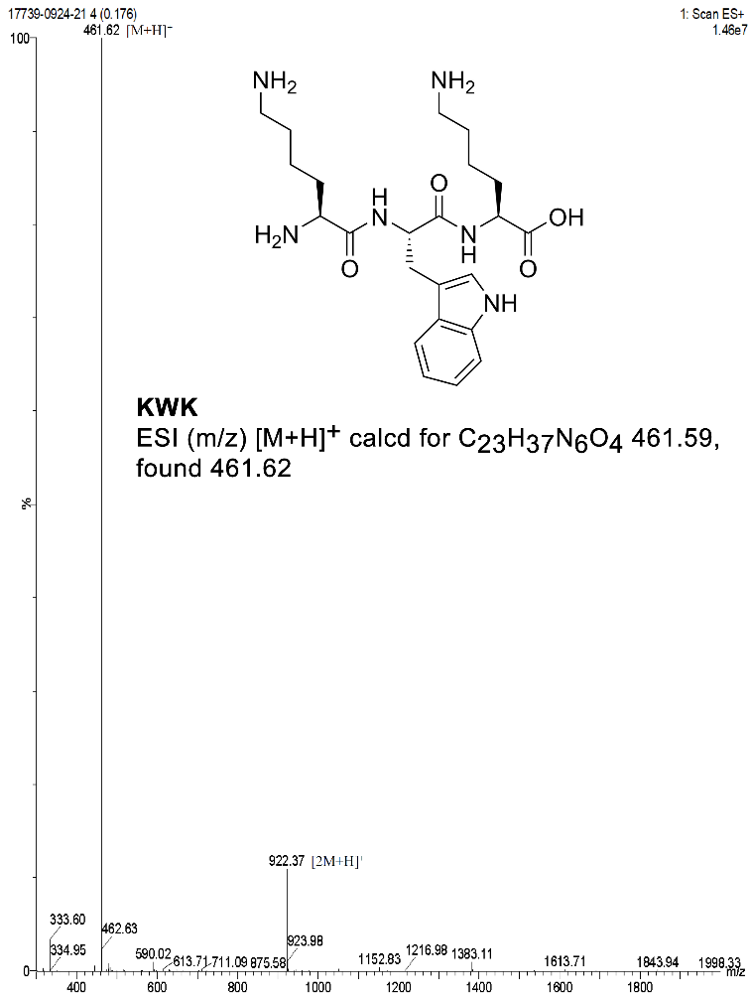 17739-0924-21 4 (0.176)
1: Scan ES+
1.46e7
461.62 [M+H]⁺
100
NH₂
NH₂
H
N
O
OH
H₂N
O
N
H
O
NH
KWK
ESI (m/z) [M+H]⁺ calcd for C₂₃H₃₇N₆O₄ 461.59,
found 461.62
%
922.37 [2M+H]⁺
333.60
462.63
334.95
590.02
613.71
711.09
875.58
923.98
1152.83
1216.98
1383.11
1613.71
1843.94
1998.33
0
m/z
400 600 800 1000 1200 1400 1600 1800